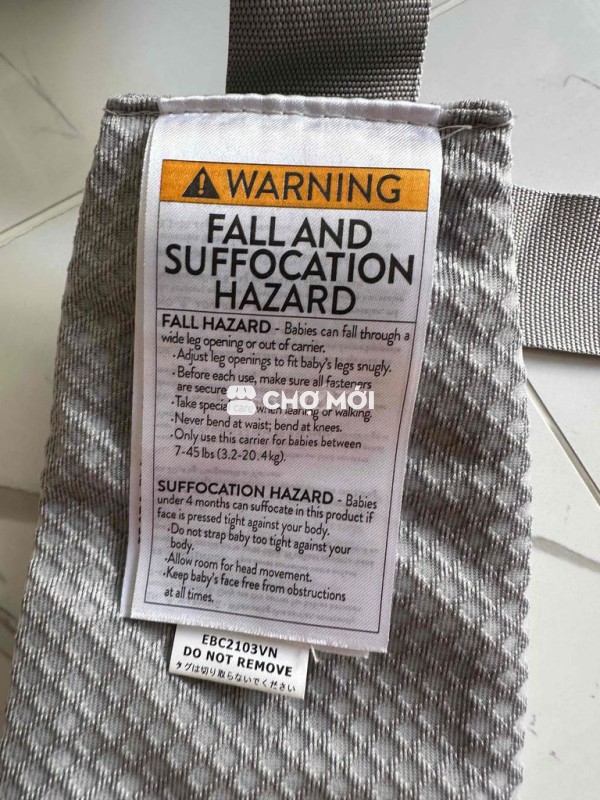 WARNING
FALL AND
SUFFOCATION
HAZARD
FALL HAZARD - Babies can fall through a
wide leg opening or out of carrier.
•Adjust leg openings to fit baby's legs snugly.
•Before each use, make sure all fasteners
are secure
•Take special when leaning or walking.
•Never bend at waist; bend at knees.
•Only use this carrier for babies between
7-45 lbs (3.2-20.4kg).
SUFFOCATION HAZARD - Babies
under 4 months can suffocate in this product if
face is pressed tight against your body.
•Do not strap baby too tight against your
body.
•Allow room for head movement.
•Keep baby's face free from obstructions
at all times.
care CHỢ MỚI
EBC2103VN
DO NOT REMOVE
タグは切り取らないでください